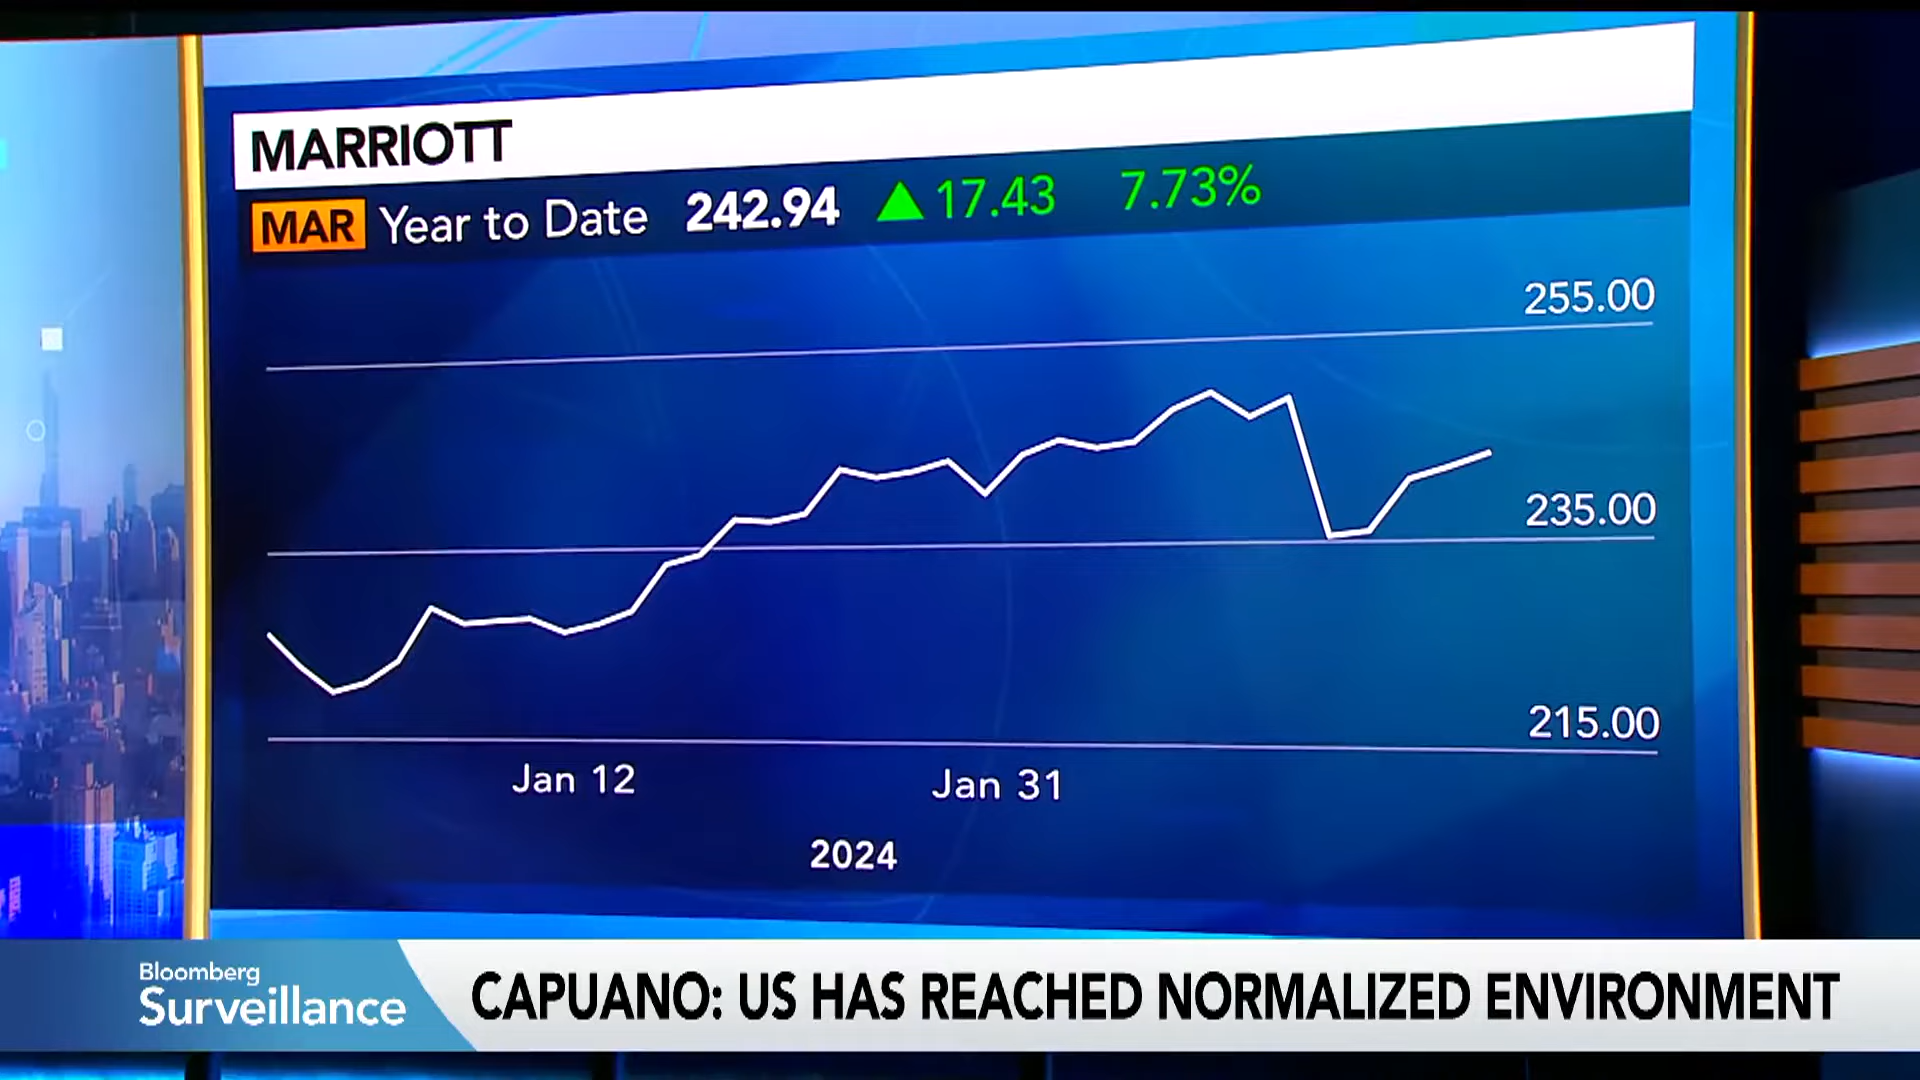 MARRIOTT
MAR Year to Date 242.94 ▲ 17.43 7.73%
255.00
235.00
215.00
Jan 12 Jan 31
2024
Bloomberg
Surveillance
CAPUANO: US HAS REACHED NORMALIZED ENVIRONMENT